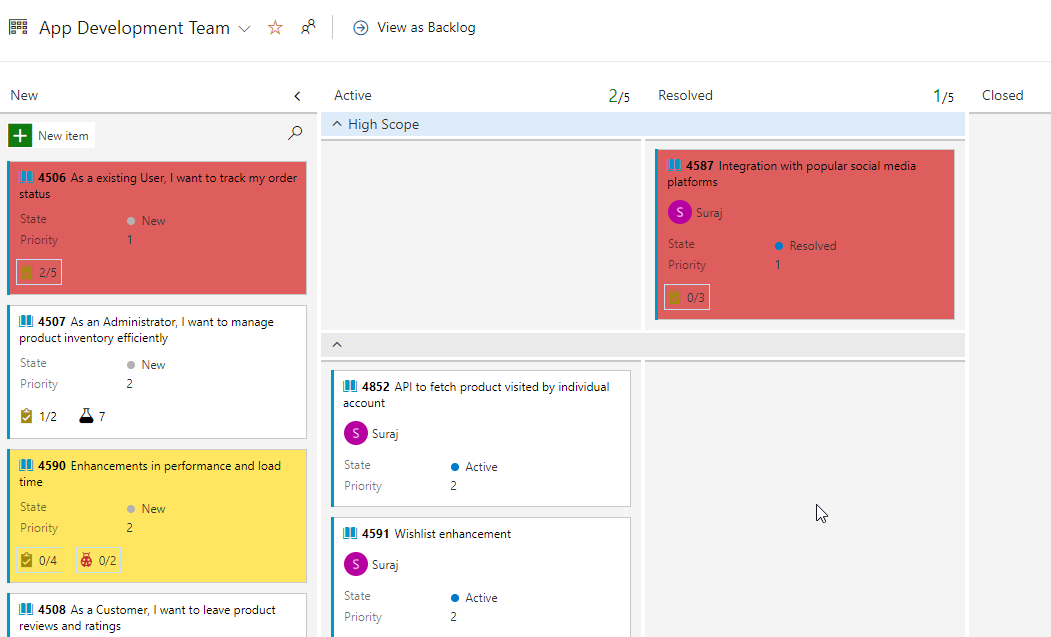 App Development Team
View as Backlog
New
Active
2/5
Resolved
1/5
Closed
New item
High Scope
4506 As a existing User, I want to track my order
status
State
New
Priority
1
2/5
4507 As an Administrator, I want to manage
product inventory efficiently
State
New
Priority
2
1/2
7
4590 Enhancements in performance and load
time
State
New
Priority
2
0/4
0/2
4508 As a Customer, I want to leave product
reviews and ratings
4587 Integration with popular social media
platforms
S
Suraj
State
Resolved
Priority
1
0/3
4852 API to fetch product visited by individual
account
S
Suraj
State
Active
Priority
2
4591 Wishlist enhancement
S
Suraj
State
Active
Priority
2